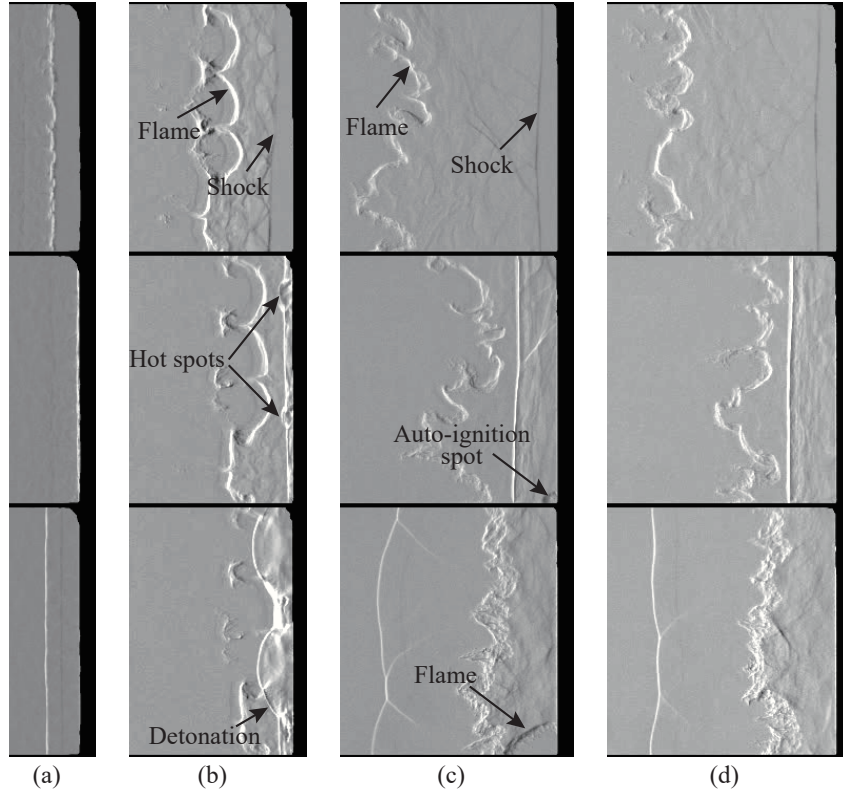 Flame
Shock
Flame
Shock
Hot spots
Auto-ignition
spot
Detonation
Flame
(a)
(b)
(c)
(d)